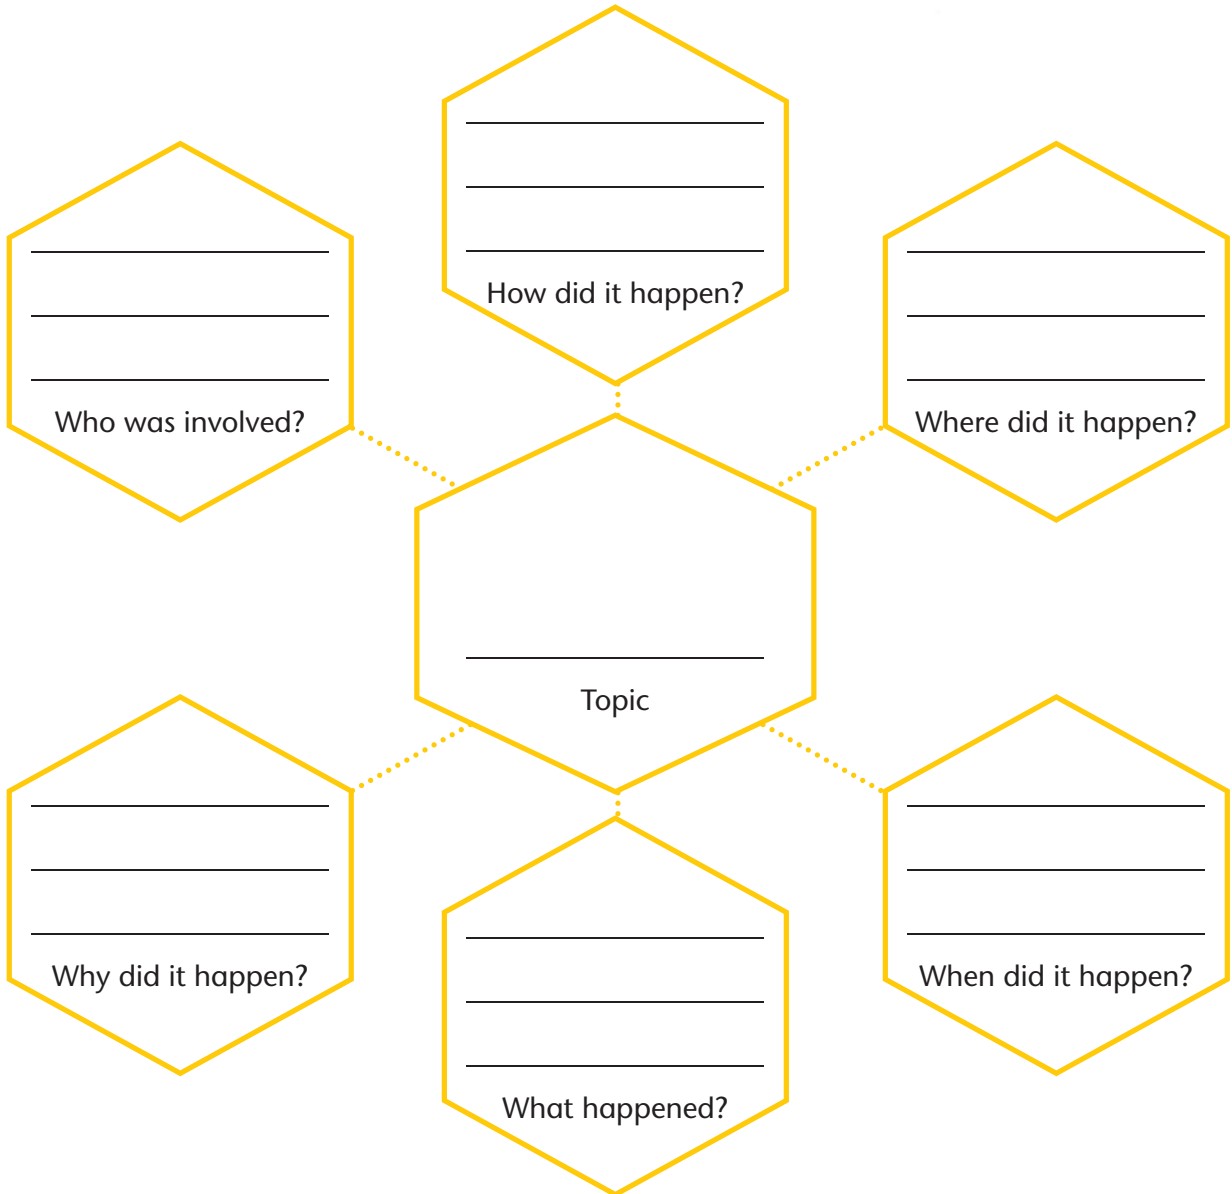 How did it happen?
Who was involved?
Where did it happen?
Topic
Why did it happen?
When did it happen?
What happened?